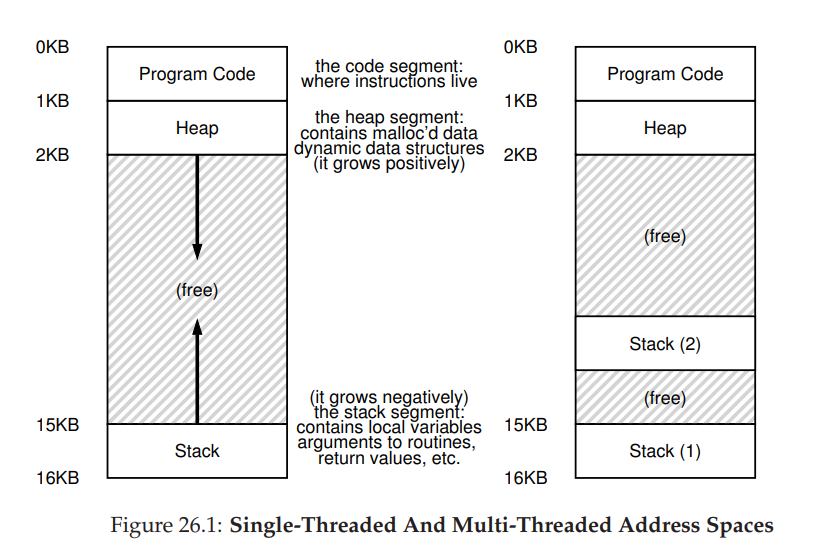 0KB
Program Code
the code segment:
where instructions live
1KB
Heap
the heap segment:
contains malloc'd data
dynamic data structures
(it grows positively)
2KB
(free)
(it grows negatively)
the stack segment:
contains local variables
arguments to routines,
return values, etc.
15KB
Stack
16KB
0KB
Program Code
1KB
Heap
2KB
(free)
Stack (2)
(free)
15KB
Stack (1)
16KB
Figure 26.1: Single-Threaded And Multi-Threaded Address Spaces